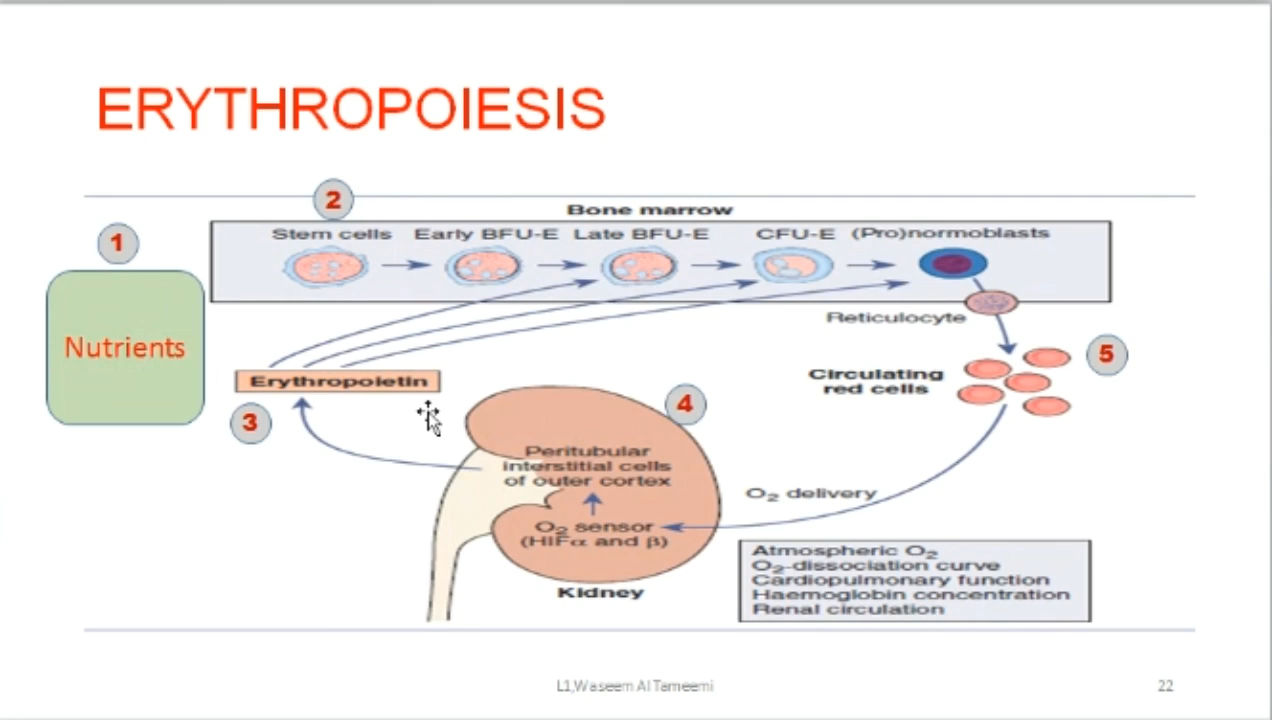 ERYTHROPOIESIS
2
Bone marrow
1
Stem cells
Early BFU-E
Late BFU-E
CFU-E
(Pro)normoblasts
Nutrients
Reticulocyte
5
Circulating
red cells
Erythropoietin
3
4
Peritubular
interstitial cells
of outer cortex
O₂ sensor
(HIFα and β)
Kidney
O₂ delivery
Atmospheric O₂
O₂-dissociation curve
Cardiopulmonary function
Haemoglobin concentration
Renal circulation
L1,Waseem Al Tameemi
22